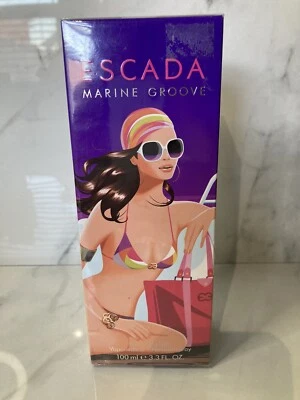 ESCADA
MARINE GROOVE
100 ml ℮ 3.3 FL. OZ.